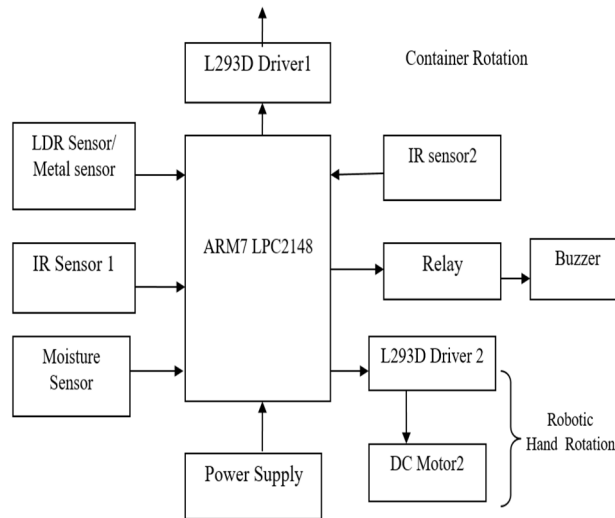 L293D Driver1
Container Rotation
LDR Sensor/
Metal sensor
IR sensor2
ARM7 LPC2148
IR Sensor 1
Relay
Buzzer
Moisture
Sensor
L293D Driver 2
Robotic
Hand Rotation
DC Motor2
Power Supply